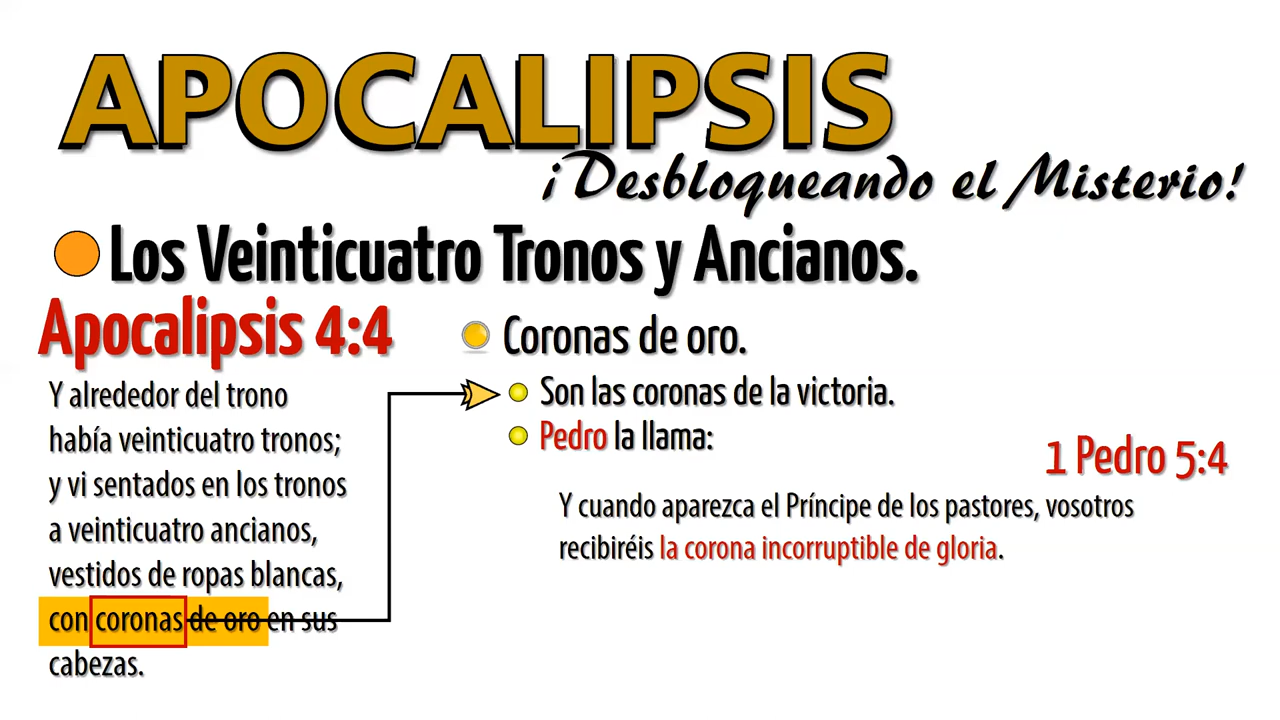 APOCALIPSIS
¡Desbloqueando el Misterio!
Los Veinticuatro Tronos y Ancianos.
Apocalipsis 4:4
Y alrededor del trono
había veinticuatro tronos;
y vi sentados en los tronos
a veinticuatro ancianos,
vestidos de ropas blancas,
con coronas de oro en sus
cabezas.
Coronas de oro.
Son las coronas de la victoria.
Pedro la llama:
1 Pedro 5:4
Y cuando aparezca el Príncipe de los pastores, vosotros
recibiréis la corona incorruptible de gloria.